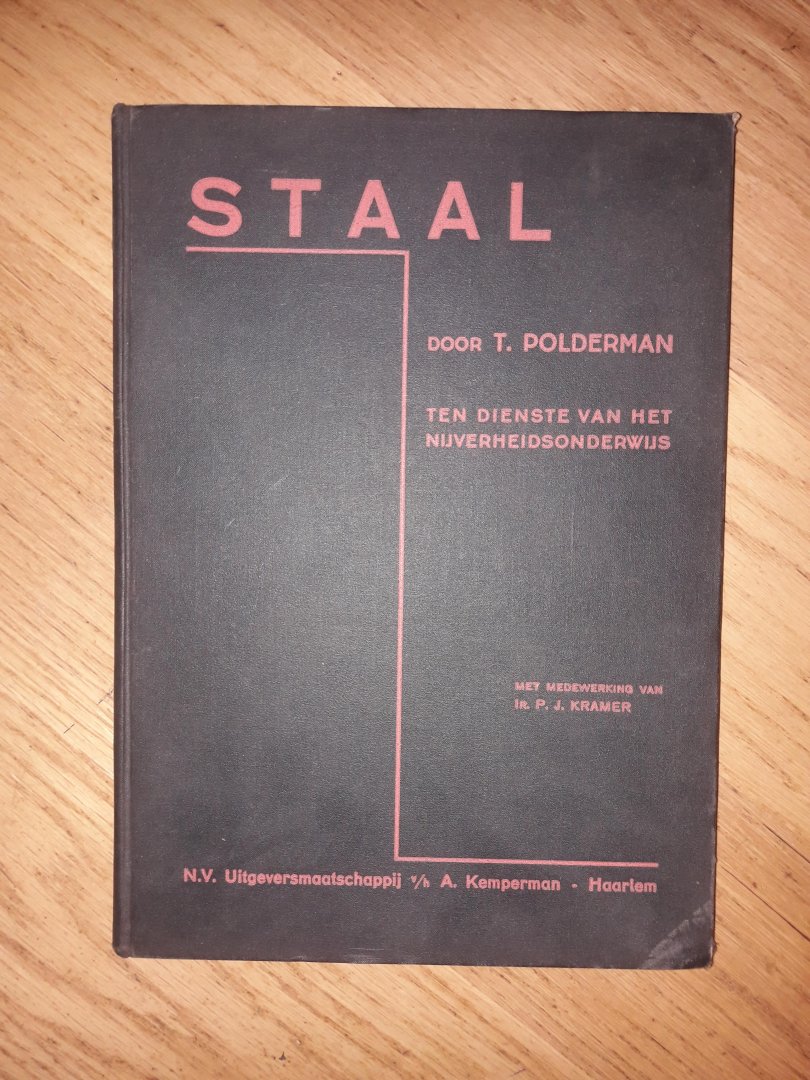 STAAL
DOOR T. POLDERMAN
TEN DIENSTE VAN HET
NIJVERHEIDSONDERWIJS
MET MEDEWERKING VAN
IR. P. J. KRAMER
N.V. Uitgeversmaatschappij v/h A. Kemperman - Haarlem